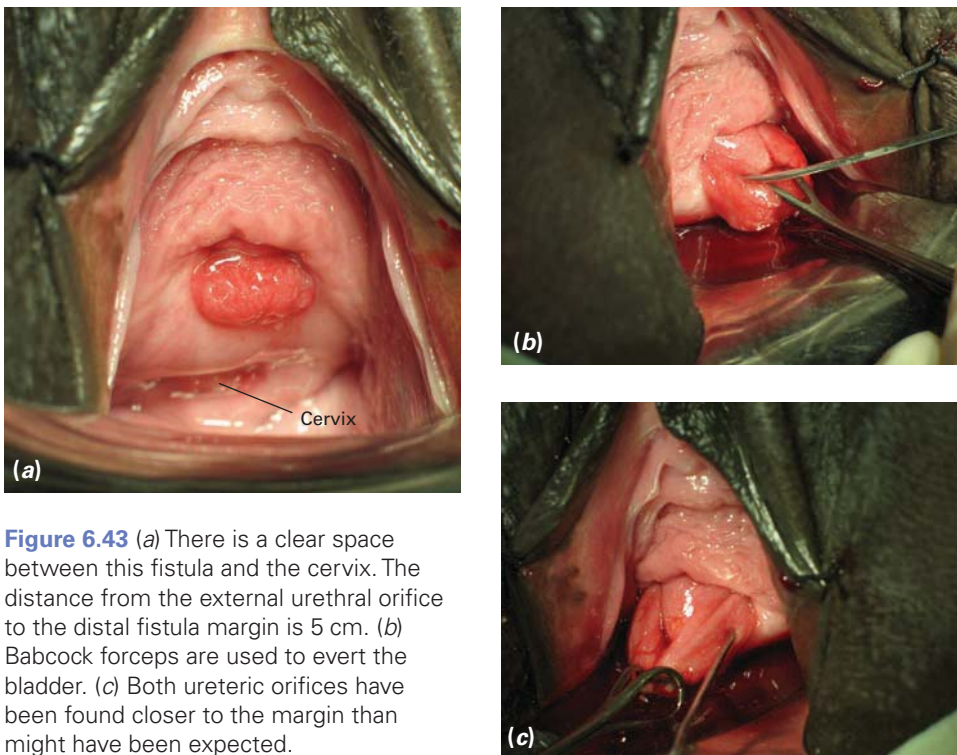 Cervix
(a)
(b)
(c)
Figure 6.43 (a) There is a clear space
between this fistula and the cervix. The
distance from the external urethral orifice
to the distal fistula margin is 5 cm. (b)
Babcock forceps are used to evert the
bladder. (c) Both ureteric orifices have
been found closer to the margin than
might have been expected.